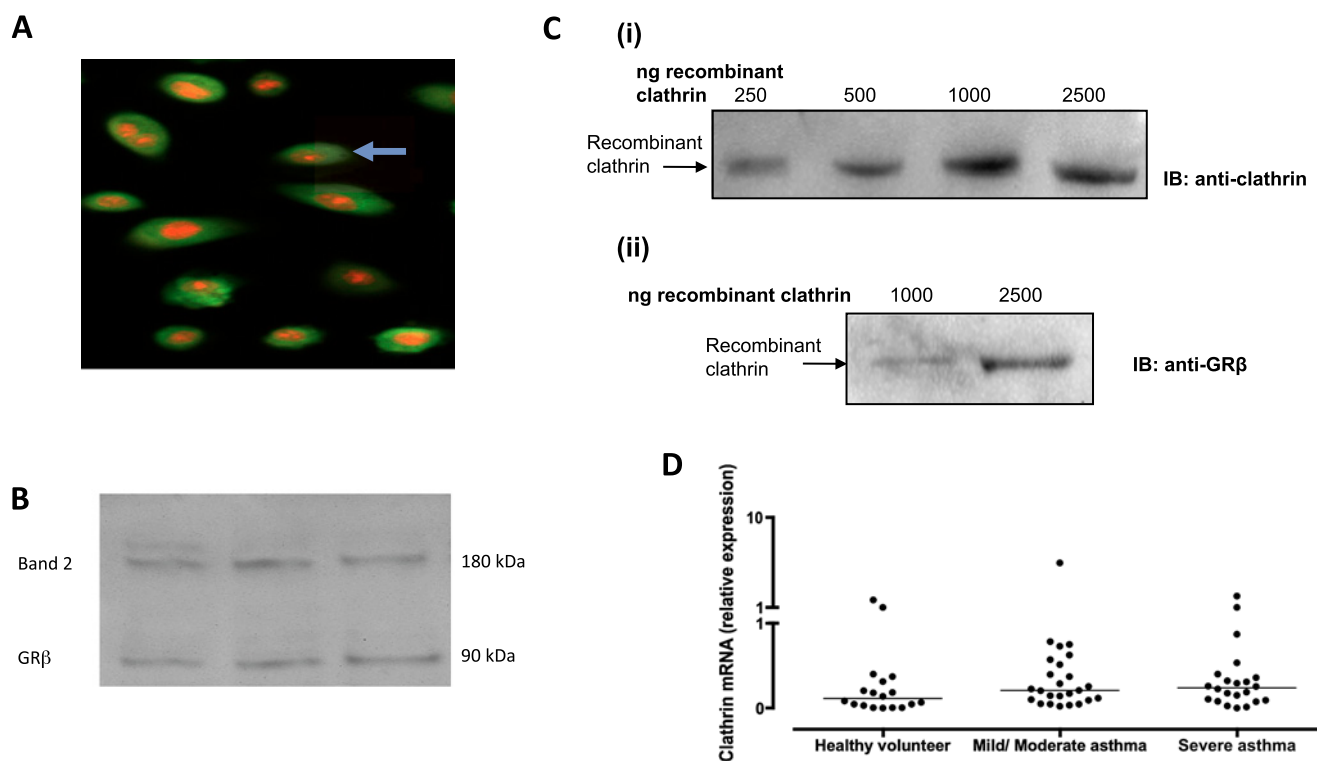 A
B
Band 2
180 kDa
GRβ
90 kDa
C
(i)
ng recombinant
clathrin 250 500 1000 2500
Recombinant
clathrin
IB: anti-clathrin
(ii)
ng recombinant clathrin 1000 2500
Recombinant
clathrin
IB: anti-GRβ
D
Clathrin mRNA (relative expression)
10
1
1
0
Healthy volunteer Mild/ Moderate asthma Severe asthma